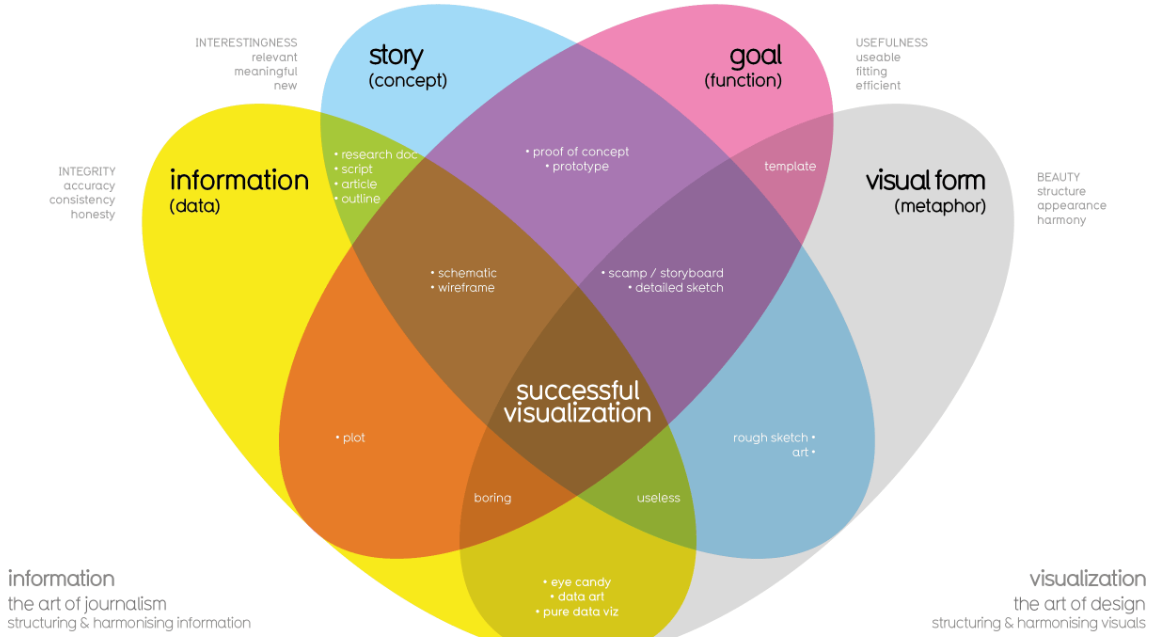 INTERESTINGNESS
relevant
meaningful
new
story
(concept)
goal
(function)
USEFULNESS
useable
fitting
efficient
INTEGRITY
accuracy
consistency
honesty
information
(data)
• research doc
• script
• article
• outline
• proof of concept
• prototype
template
visual form
(metaphor)
BEAUTY
structure
appearance
harmony
• schematic
• wireframe
• scamp / storyboard
• detailed sketch
successful
visualization
• plot
rough sketch •
art •
boring
useless
• eye candy
• data art
• pure data viz
information
the art of journalism
structuring & harmonising information
visualization
the art of design
structuring & harmonising visuals